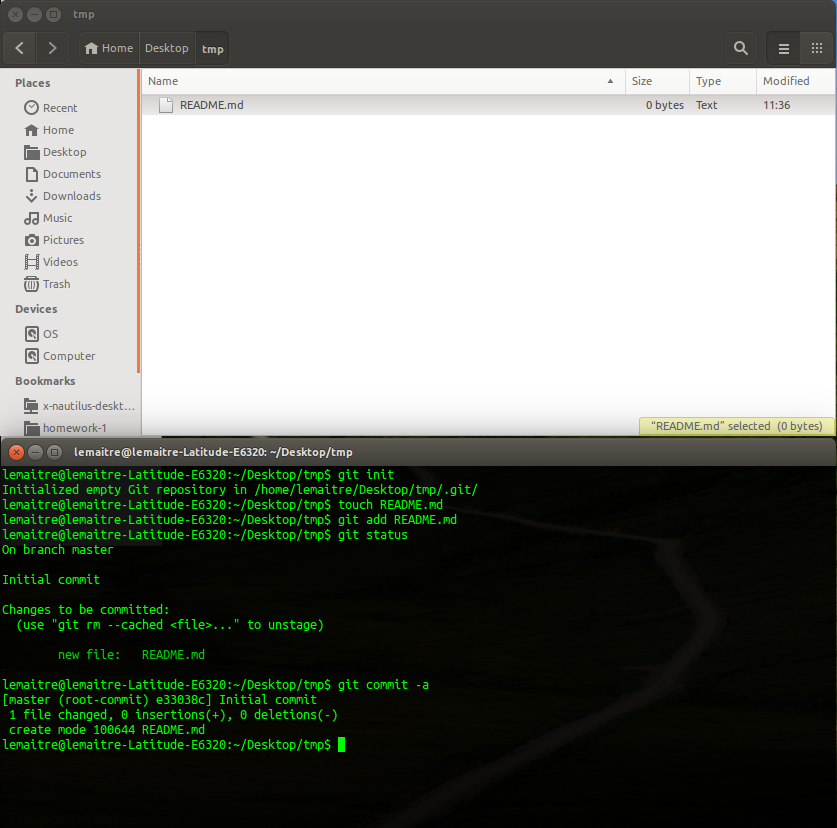 tmp
Home Desktop tmp
Places
Recent
Home
Desktop
Documents
Downloads
Music
Pictures
Videos
Trash
Devices
OS
Computer
Bookmarks
x-nautilus-deskt...
homework-1
Name Size Type Modified
README.md 0 bytes Text 11:36
“README.md” selected (0 bytes)
lemaitre@lemaitre-Latitude-E6320: ~/Desktop/tmp
lemaitre@lemaitre-Latitude-E6320:~/Desktop/tmp$ git init
Initialized empty Git repository in /home/lemaitre/Desktop/tmp/.git/
lemaitre@lemaitre-Latitude-E6320:~/Desktop/tmp$ touch README.md
lemaitre@lemaitre-Latitude-E6320:~/Desktop/tmp$ git add README.md
lemaitre@lemaitre-Latitude-E6320:~/Desktop/tmp$ git status
On branch master
Initial commit
Changes to be committed:
  (use "git rm --cached <file>..." to unstage)
        new file:   README.md
lemaitre@lemaitre-Latitude-E6320:~/Desktop/tmp$ git commit -a
[master (root-commit) e33038c] Initial commit
 1 file changed, 0 insertions(+), 0 deletions(-)
 create mode 100644 README.md
lemaitre@lemaitre-Latitude-E6320:~/Desktop/tmp$